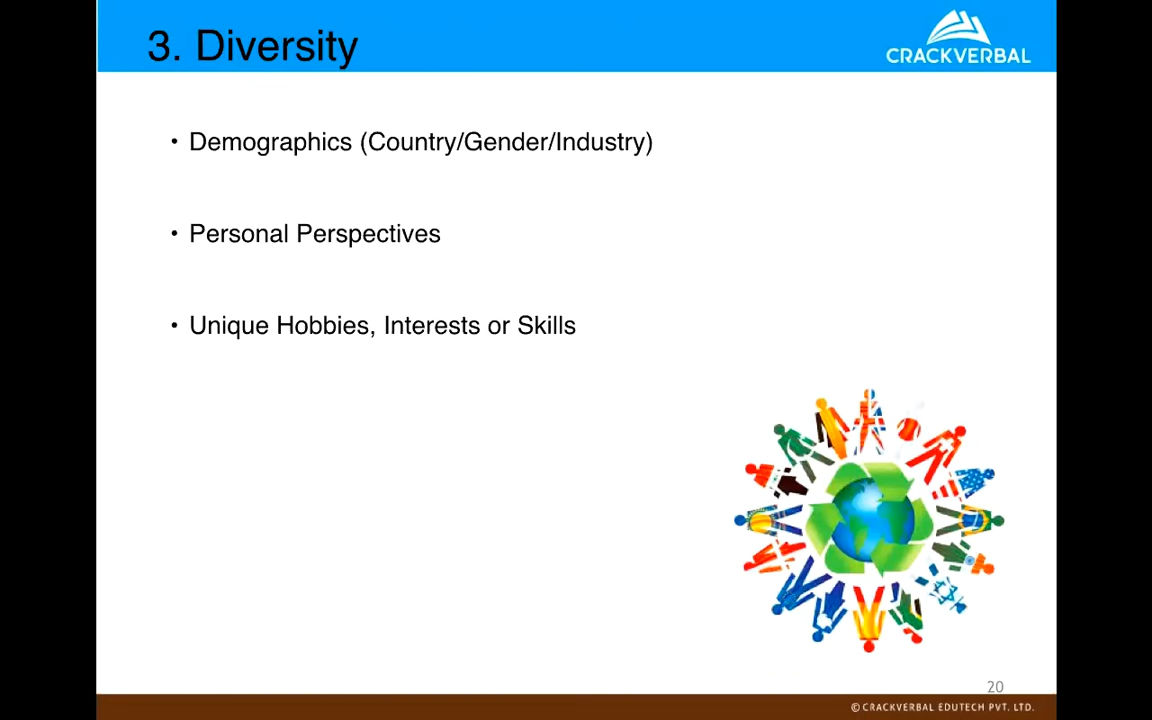 3. Diversity
CRACKVERBAL
• Demographics (Country/Gender/Industry)
• Personal Perspectives
• Unique Hobbies, Interests or Skills
20
© CRACKVERBAL EDUTECH PVT. LTD.